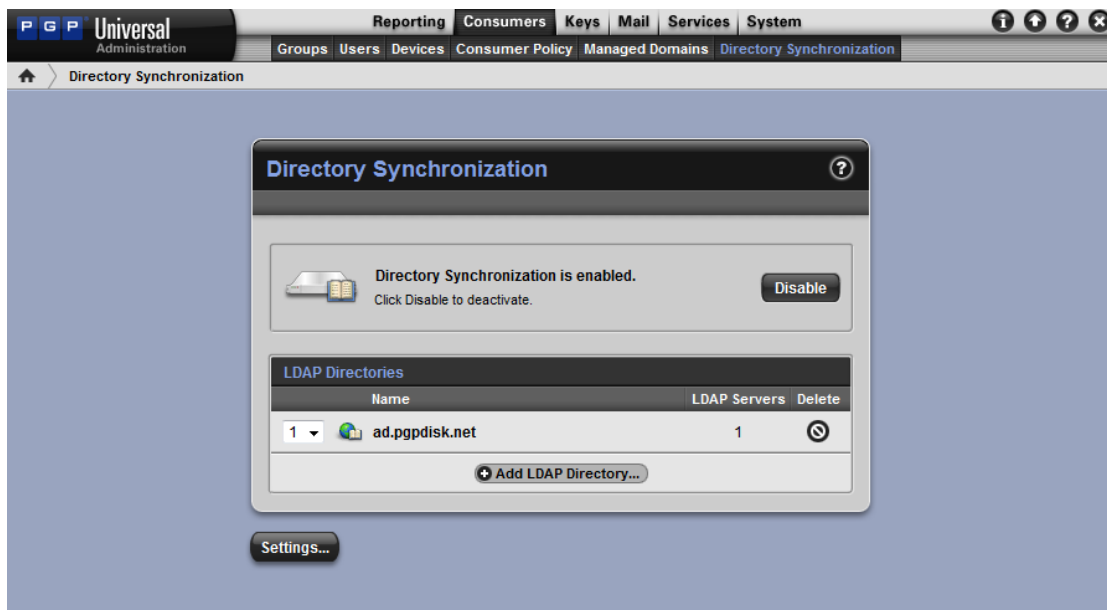 PGP Universal Administration
Reporting Consumers Keys Mail Services System
Groups Users Devices Consumer Policy Managed Domains Directory Synchronization
Directory Synchronization
Directory Synchronization ?
Directory Synchronization is enabled.
Click Disable to deactivate.
Disable
LDAP Directories
Name LDAP Servers Delete
1 ad.pgpdisk.net 1
Add LDAP Directory...
Settings...